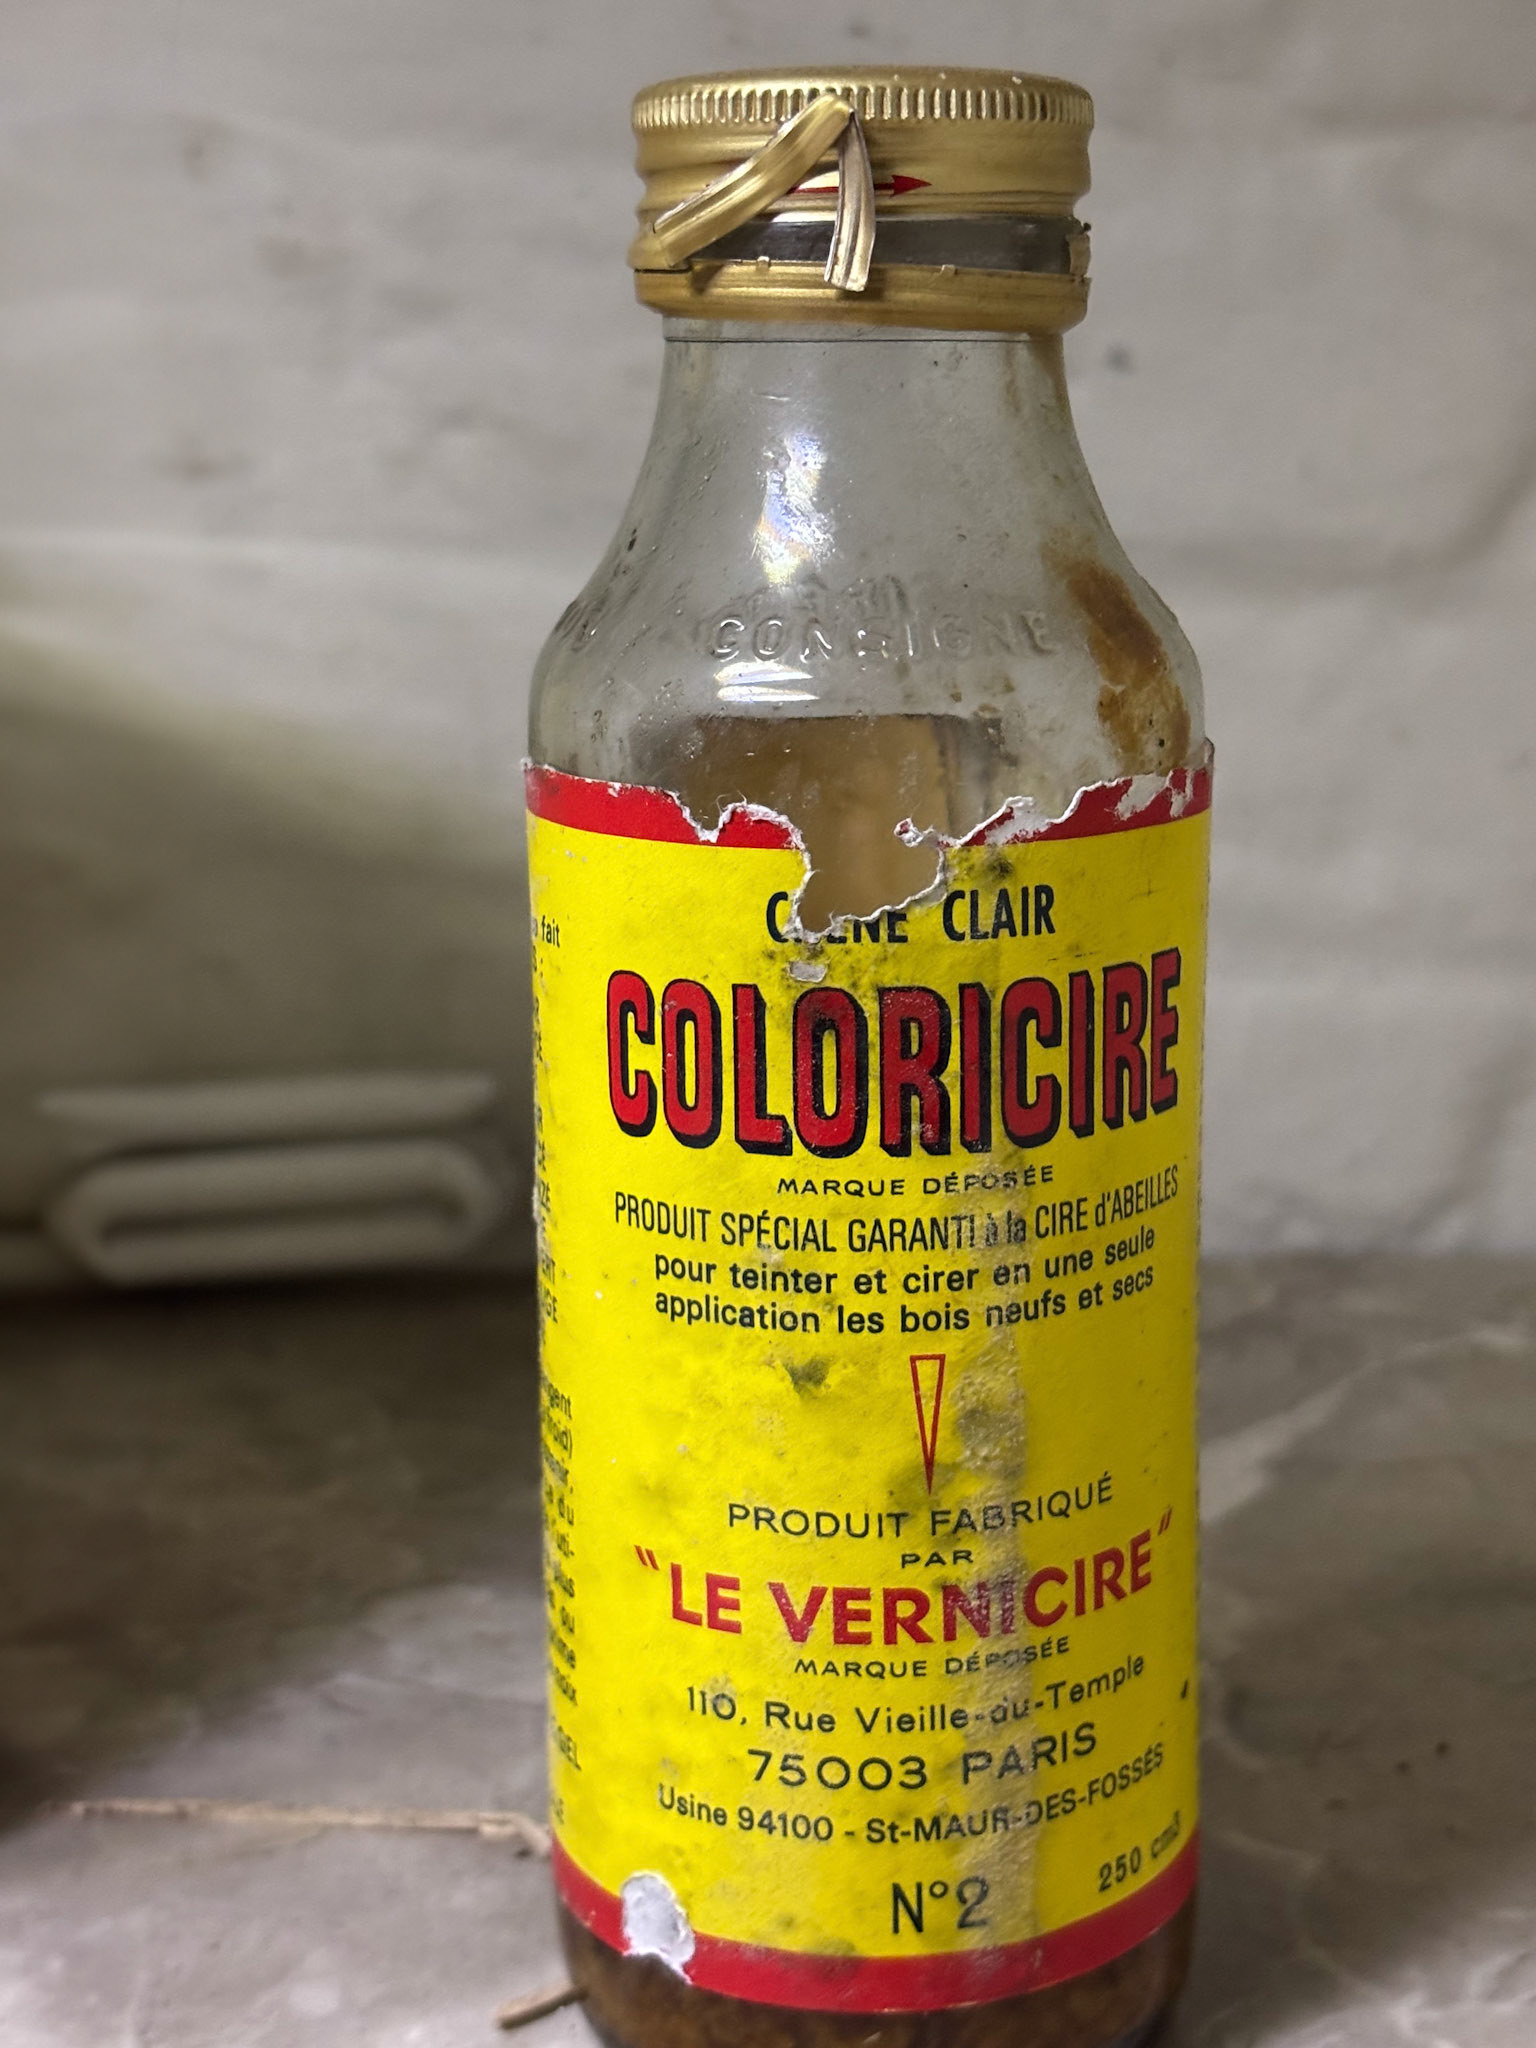 CONSIGNE
CLAIR
COLORICIRE
MARQUE DÉPOSÉE
PRODUIT SPÉCIAL GARANTI à la CIRE d'ABEILLES
pour teinter et cirer en une seule
application les bois neufs et secs
PRODUIT FABRIQUÉ
PAR
"LE VERNICIRE"
MARQUE DÉPOSÉE
110, Rue Vieille-du-Temple
75003 PARIS
Usine 94100 - St-MAUR-DES-FOSSÉS
250 cm3
N°2
fait